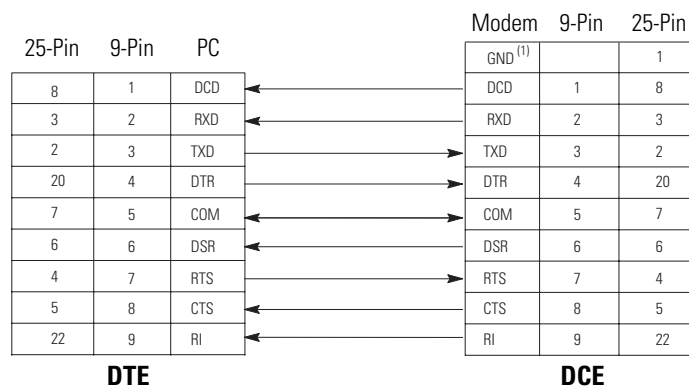 25-Pin 9-Pin PC
8 1 DCD
3 2 RXD
2 3 TXD
20 4 DTR
7 5 COM
6 6 DSR
4 7 RTS
5 8 CTS
22 9 RI
DTE
Modem 9-Pin 25-Pin
GND (1) 1
DCD 1 8
RXD 2 3
TXD 3 2
DTR 4 20
COM 5 7
DSR 6 6
RTS 7 4
CTS 8 5
RI 9 22
DCE